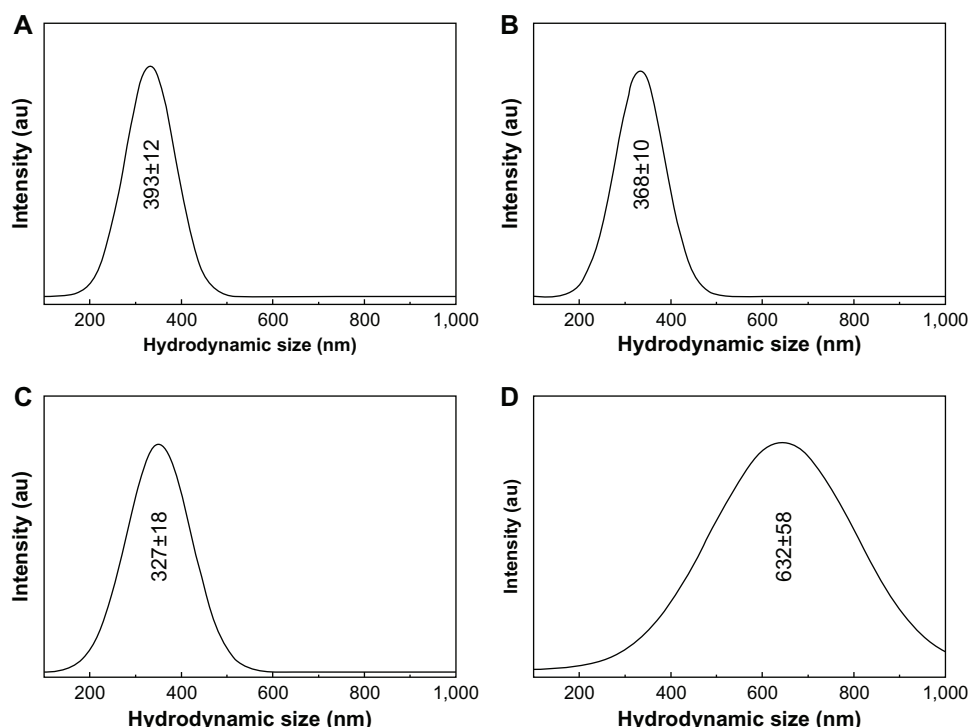 A
Intensity (au)
393±12
200 400 600 800 1,000
Hydrodynamic size (nm)
B
Intensity (au)
368±10
200 400 600 800 1,000
Hydrodynamic size (nm)
C
Intensity (au)
327±18
200 400 600 800 1,000
Hydrodynamic size (nm)
D
Intensity (au)
632±58
200 400 600 800 1,000
Hydrodynamic size (nm)